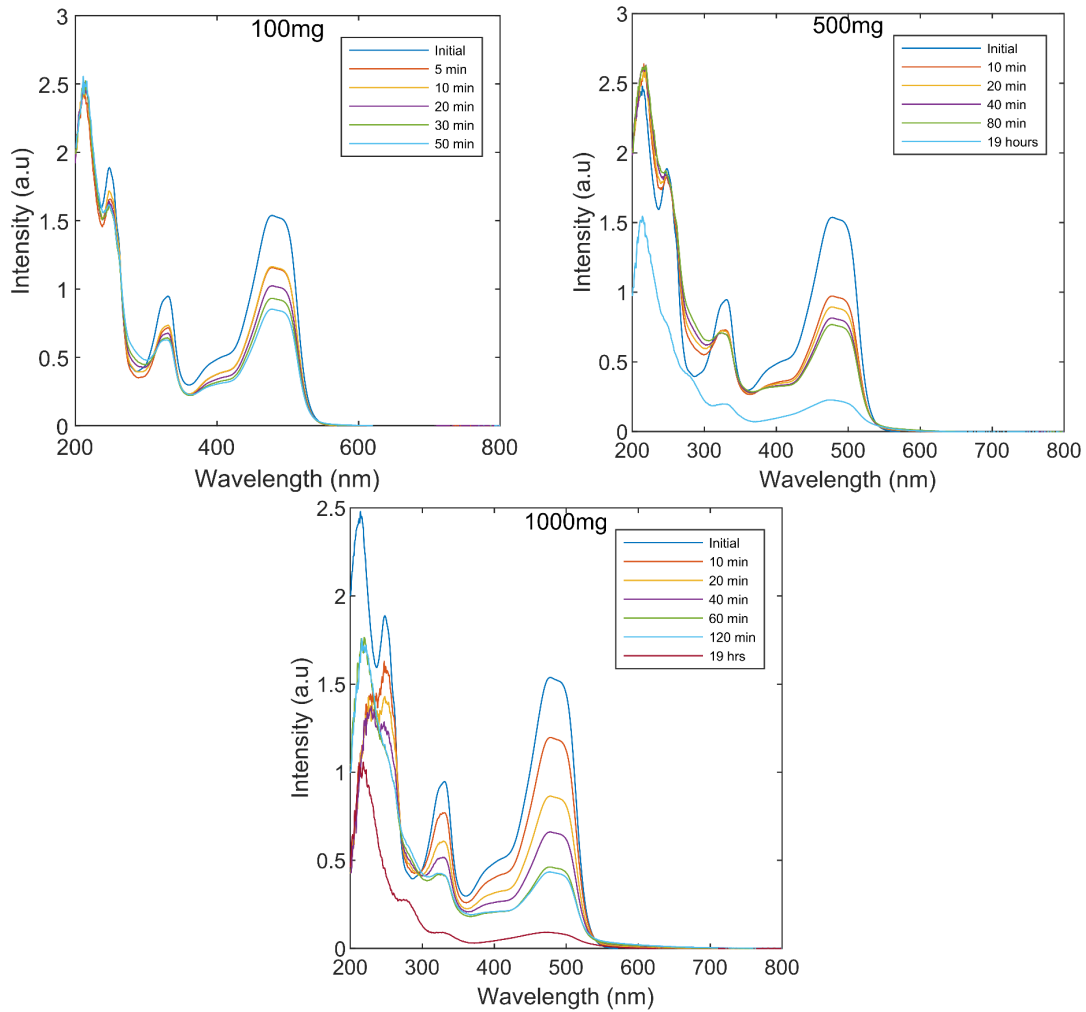 100mg
3
2.5
2
1.5
1
0.5
0
Intensity (a.u)
200
400
600
800
Wavelength (nm)
Initial
5 min
10 min
20 min
30 min
50 min
500mg
3
2.5
2
1.5
1
0.5
0
Intensity (a.u)
200
300
400
500
600
700
800
Wavelength (nm)
Initial
10 min
20 min
40 min
80 min
19 hours
1000mg
2.5
2
1.5
1
0.5
0
Intensity (a.u)
200
300
400
500
600
700
800
Wavelength (nm)
Initial
10 min
20 min
40 min
60 min
120 min
19 hrs